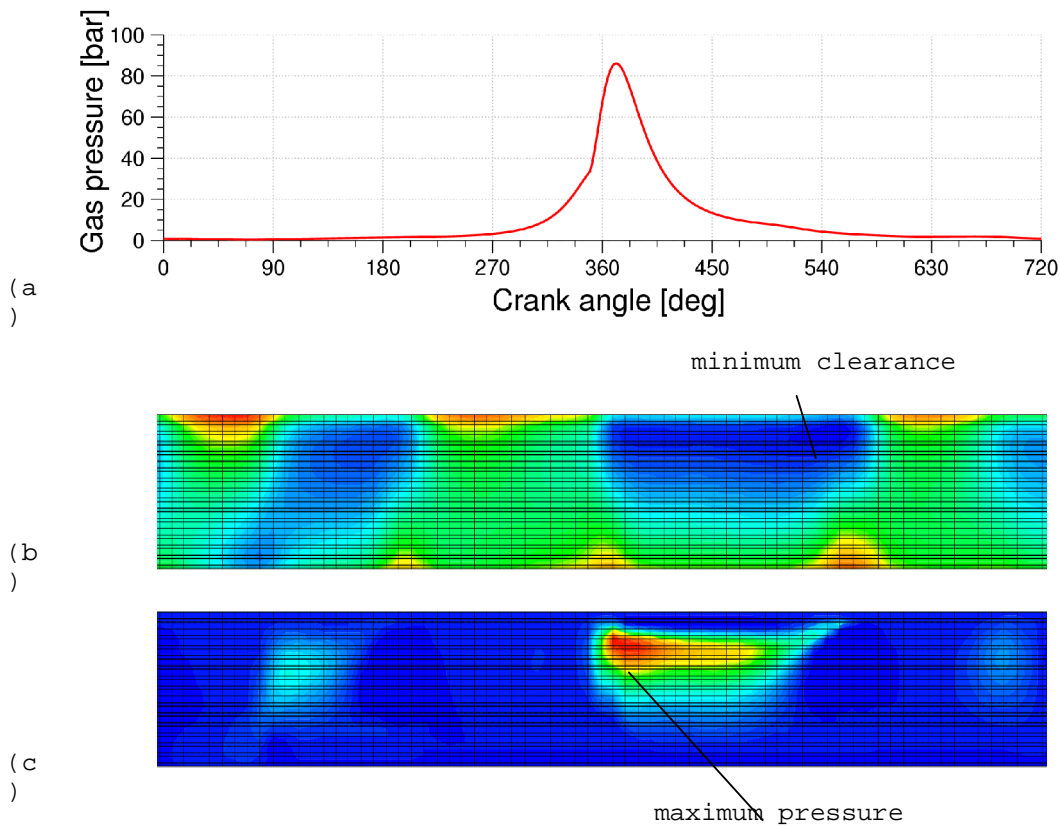 Gas pressure [bar]
100
80
60
40
20
0
0 90 180 270 360 450 540 630 720
Crank angle [deg]
(a
)
minimum clearance
(b
)
(c
)
maximum pressure